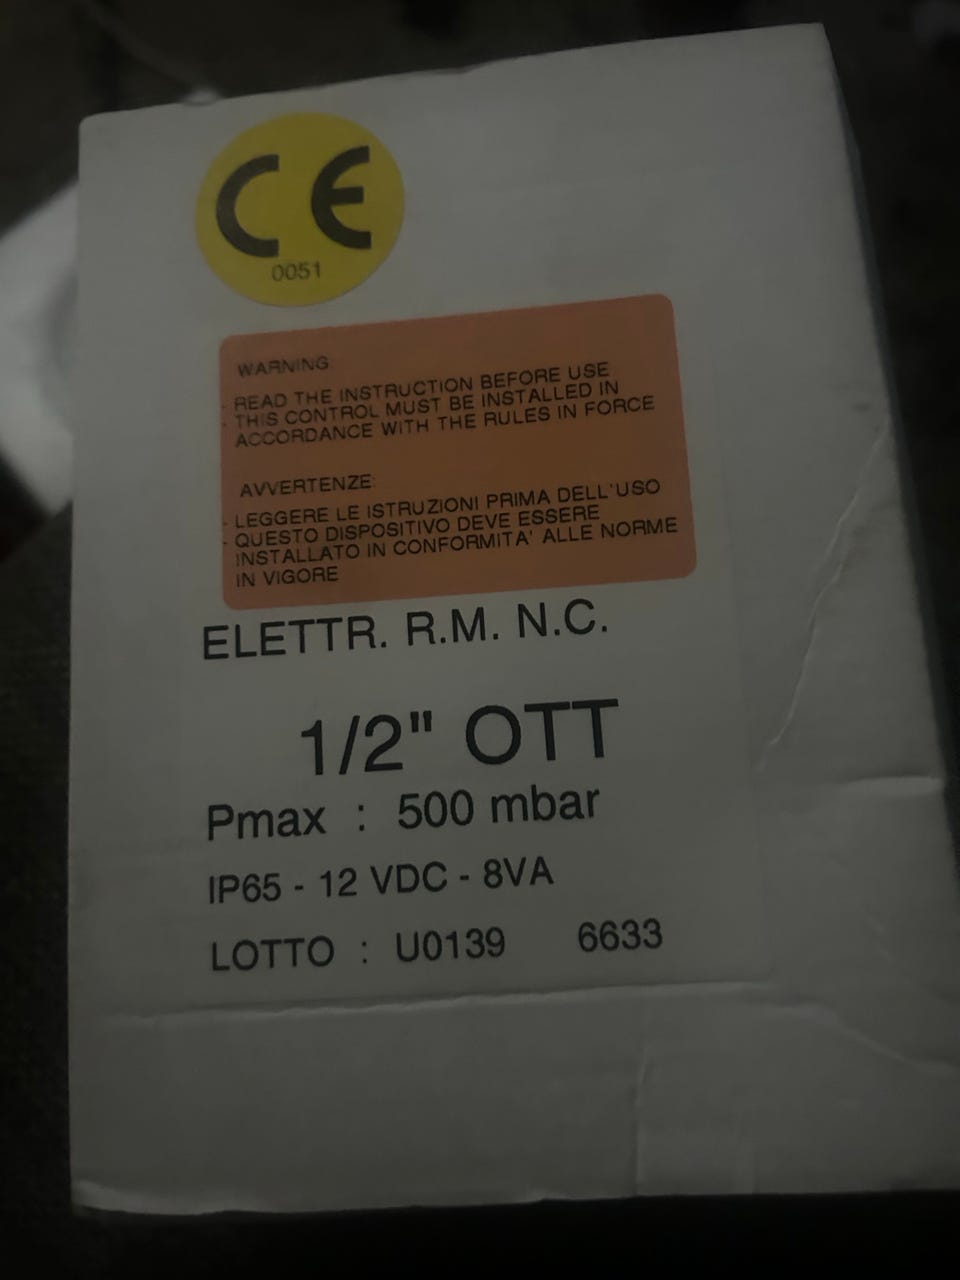 CE
0051
WARNING:
- READ THE INSTRUCTION BEFORE USE
- THIS CONTROL MUST BE INSTALLED IN
ACCORDANCE WITH THE RULES IN FORCE
AVVERTENZE:
- LEGGERE LE ISTRUZIONI PRIMA DELL'USO
- QUESTO DISPOSITIVO DEVE ESSERE
INSTALLATO IN CONFORMITA' ALLE NORME
IN VIGORE
ELETTR. R.M. N.C.
1/2" OTT
Pmax : 500 mbar
IP65 - 12 VDC - 8VA
LOTTO : U0139 6633